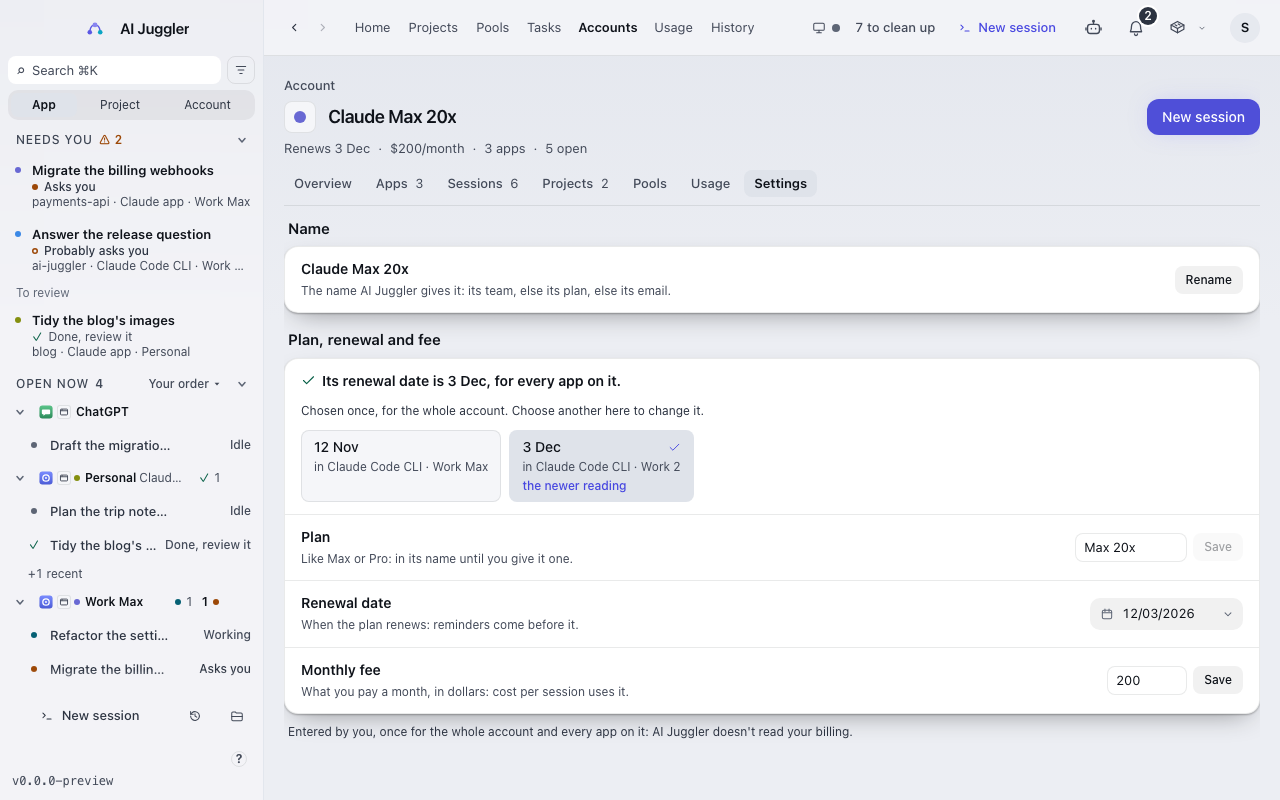 AI Juggler
Search ⌘K
App Project Account
NEEDS YOU 2
Migrate the billing webhooks
Asks you
payments-api · Claude app · Work Max
Answer the release question
Probably asks you
ai-juggler · Claude Code CLI · Work ...
To review
Tidy the blog's images
Done, review it
blog · Claude app · Personal
OPEN NOW 4 Your order
ChatGPT
Draft the migratio... Idle
Personal Claud... 1
Plan the trip note... Idle
Tidy the blog's ... Done, review it
+1 recent
Work Max 1 1
Refactor the setti... Working
Migrate the billin... Asks you
New session
?
v0.0.0-preview
Home Projects Pools Tasks Accounts Usage History 7 to clean up New session 2 S
Account
Claude Max 20x
New session
Renews 3 Dec · $200/month · 3 apps · 5 open
Overview Apps 3 Sessions 6 Projects 2 Pools Usage Settings
Name
Claude Max 20x
The name AI Juggler gives it: its team, else its plan, else its email.
Rename
Plan, renewal and fee
Its renewal date is 3 Dec, for every app on it.
Chosen once, for the whole account. Choose another here to change it.
12 Nov
in Claude Code CLI · Work Max
3 Dec
in Claude Code CLI · Work 2
the newer reading
Plan
Like Max or Pro: in its name until you give it one.
Max 20x Save
Renewal date
When the plan renews: reminders come before it.
12/03/2026
Monthly fee
What you pay a month, in dollars: cost per session uses it.
200 Save
Entered by you, once for the whole account and every app on it: AI Juggler doesn't read your billing.